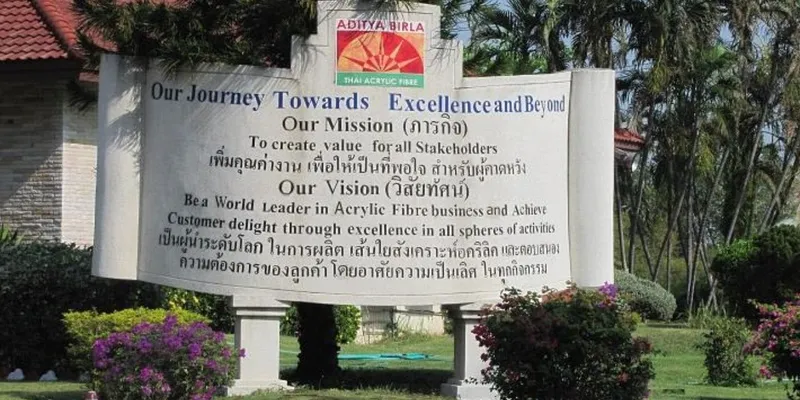 ADITYA BIRLA
THAI ACRYLIC FIBRE
Our Journey Towards Excellence and Beyond
Our Mission (ภารกิจ)
To create value for all Stakeholders
เพิ่มคุณค่างาน เพื่อให้เป็นที่พอใจ สำหรับผู้คาดหวัง
Our Vision (วิสัยทัศน์)
Be a World Leader in Acrylic Fibre business and Achieve
Customer delight through excellence in all spheres of activities
เป็นผู้นำระดับโลก ในการผลิต เส้นใยสังเคราะห์อคริลิค และตอบสนอง
ความต้องการของลูกค้า โดยอาศัยความเป็นเลิศ ในทุกกิจกรรม